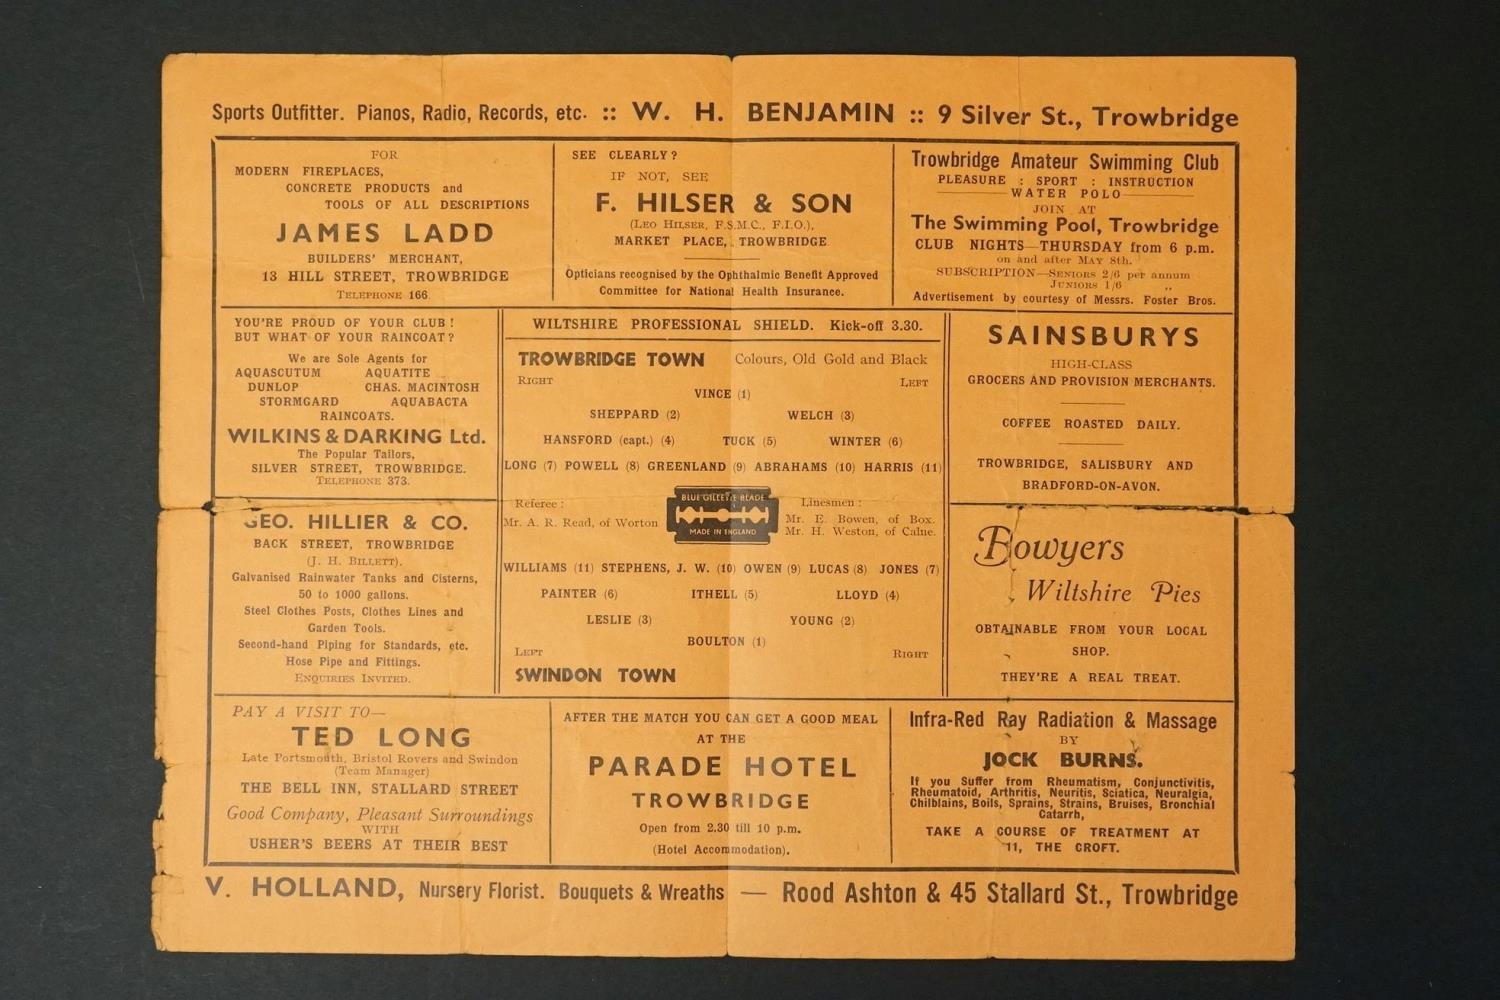 Sports Outfitter. Pianos, Radio, Records, etc. :: W. H. BENJAMIN :: 9 Silver St., Trowbridge
FOR
MODERN FIREPLACES,
CONCRETE PRODUCTS and
TOOLS OF ALL DESCRIPTIONS
JAMES LADD
BUILDERS' MERCHANT,
13 HILL STREET, TROWBRIDGE
TELEPHONE 166
SEE CLEARLY?
IF NOT, SEE
F. HILSER & SON
(LEO HILSER, F.S.M.C., F.I.O.),
MARKET PLACE, TROWBRIDGE
Opticians recognised by the Ophthalmic Benefit Approved
Committee for National Health Insurance.
Trowbridge Amateur Swimming Club
PLEASURE : SPORT : INSTRUCTION
WATER POLO
JOIN AT
The Swimming Pool, Trowbridge
CLUB NIGHTS—THURSDAY from 6 p.m.
on and after MAY 8th.
SUBSCRIPTION—SENIORS 2/6 per annum
JUNIORS 1/6 ,,
Advertisement by courtesy of Messrs. Foster Bros.
YOU'RE PROUD OF YOUR CLUB!
BUT WHAT OF YOUR RAINCOAT?
We are Sole Agents for
AQUASCUTUM AQUATITE
DUNLOP CHAS. MACINTOSH
STORMGARD AQUABACTA
RAINCOATS.
WILKINS & DARKING Ltd.
The Popular Tailors,
SILVER STREET, TROWBRIDGE.
TELEPHONE 373.
WILTSHIRE PROFESSIONAL SHIELD. Kick-off 3.30.
TROWBRIDGE TOWN Colours, Old Gold and Black
RIGHT LEFT
VINCE (1)
SHEPPARD (2) WELCH (3)
HANSFORD (capt.) (4) TUCK (5) WINTER (6)
LONG (7) POWELL (8) GREENLAND (9) ABRAHAMS (10) HARRIS (11)
Referee :
Mr. A. R. Read, of Worton
BLUE GILLETTE BLADE
MADE IN ENGLAND
Linesmen :
Mr. E. Bowen, of Box.
Mr. H. Weston, of Calne.
WILLIAMS (11) STEPHENS, J. W. (10) OWEN (9) LUCAS (8) JONES (7)
PAINTER (6) ITHELL (5) LLOYD (4)
LESLIE (3) YOUNG (2)
BOULTON (1)
LEFT RIGHT
SWINDON TOWN
SAINSBURYS
HIGH-CLASS
GROCERS AND PROVISION MERCHANTS.
COFFEE ROASTED DAILY.
TROWBRIDGE, SALISBURY AND
BRADFORD-ON-AVON.
GEO. HILLIER & CO.
BACK STREET, TROWBRIDGE
(J. H. BILLETT).
Galvanised Rainwater Tanks and Cisterns,
50 to 1000 gallons.
Steel Clothes Posts, Clothes Lines and
Garden Tools.
Second-hand Piping for Standards, etc.
Hose Pipe and Fittings.
ENQUIRIES INVITED.
Bowyers
Wiltshire Pies
OBTAINABLE FROM YOUR LOCAL
SHOP.
THEY'RE A REAL TREAT.
PAY A VISIT TO—
TED LONG
Late Portsmouth, Bristol Rovers and Swindon
(Team Manager)
THE BELL INN, STALLARD STREET
Good Company, Pleasant Surroundings
WITH
USHER'S BEERS AT THEIR BEST
AFTER THE MATCH YOU CAN GET A GOOD MEAL
AT THE
PARADE HOTEL
TROWBRIDGE
Open from 2.30 till 10 p.m.
(Hotel Accommodation).
Infra-Red Ray Radiation & Massage
BY
JOCK BURNS.
If you Suffer from Rheumatism, Conjunctivitis,
Rheumatoid, Arthritis, Neuritis, Sciatica, Neuralgia,
Chilblains, Boils, Sprains, Strains, Bruises, Bronchial
Catarrh,
TAKE A COURSE OF TREATMENT AT
11, THE CROFT.
V. HOLLAND, Nursery Florist. Bouquets & Wreaths — Rood Ashton & 45 Stallard St., Trowbridge